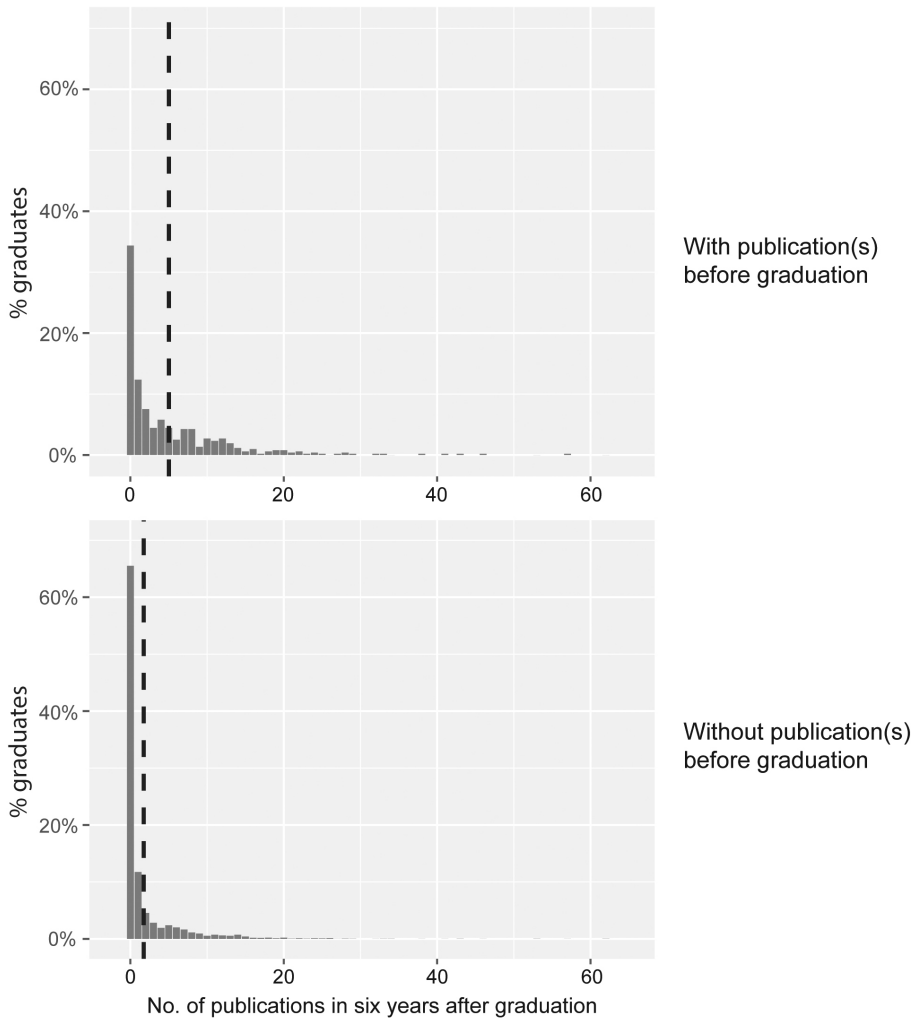 60%
40%
20%
0%
% graduates
0 20 40 60
With publication(s)
before graduation
60%
40%
20%
0%
% graduates
0 20 40 60
Without publication(s)
before graduation
No. of publications in six years after graduation